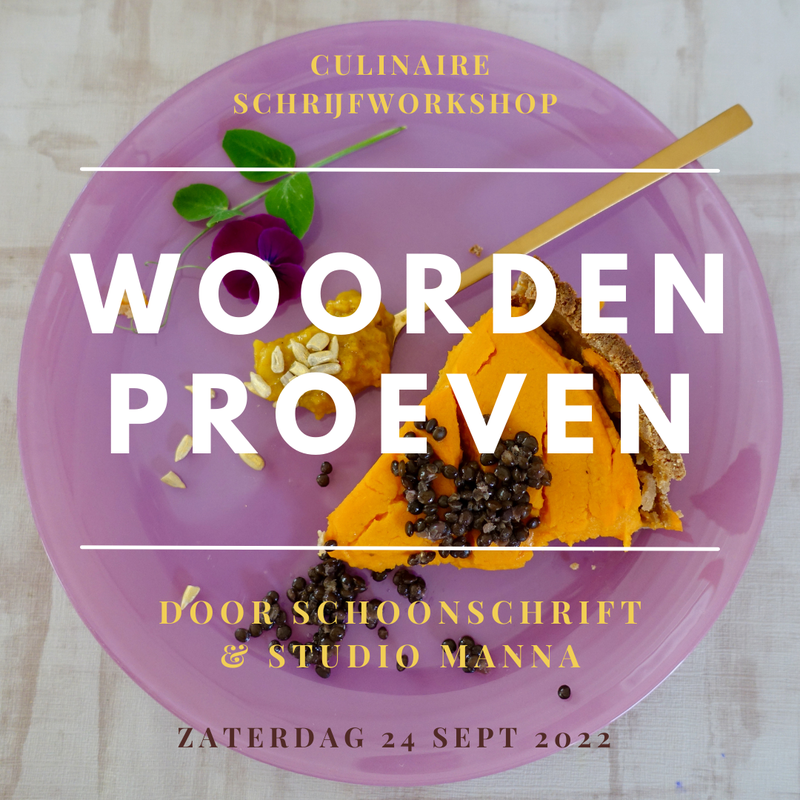 CULINAIRE
SCHRIJFWORKSHOP
WOORDEN
PROEVEN
DOOR SCHOONSCHRIFT
& STUDIO MANNA
ZATERDAG 24 SEPT 2022